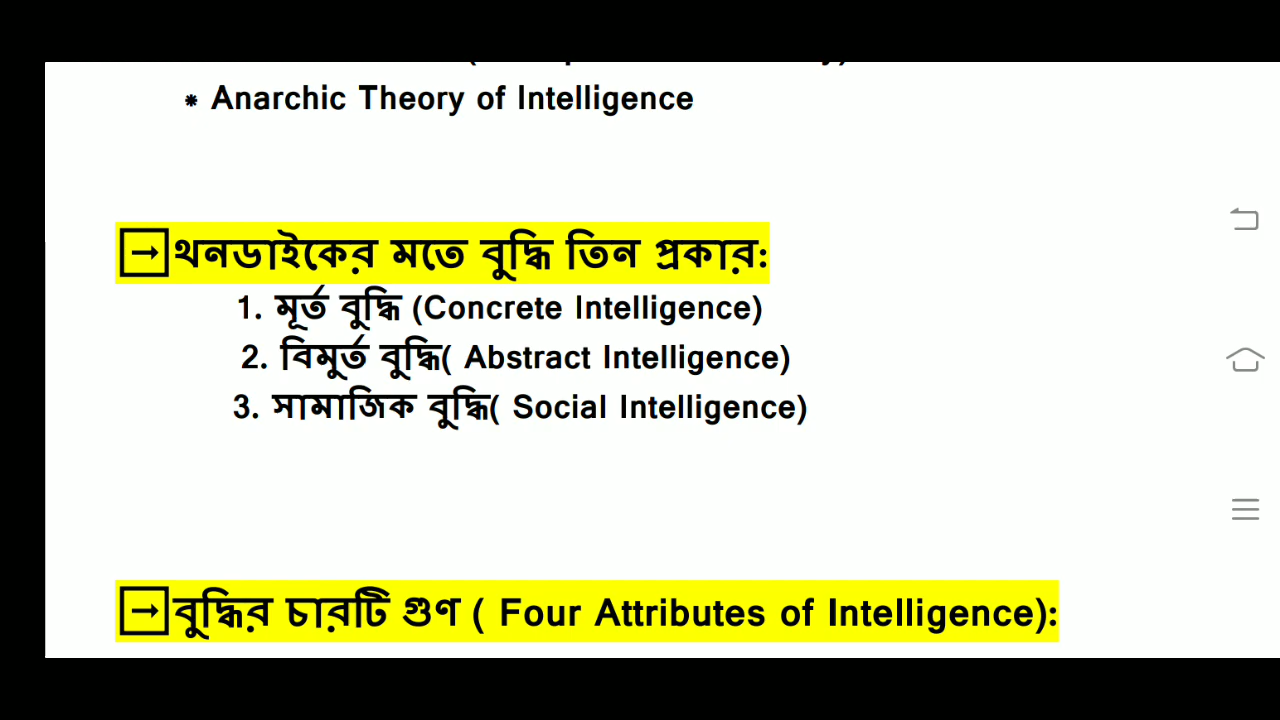 * Anarchic Theory of Intelligence
→ থনডাইকের মতে বুদ্ধি তিন প্রকার:
1. মূর্ত বুদ্ধি (Concrete Intelligence)
2. বিমুর্ত বুদ্ধি( Abstract Intelligence)
3. সামাজিক বুদ্ধি( Social Intelligence)
→ বুদ্ধির চারটি গুণ ( Four Attributes of Intelligence):